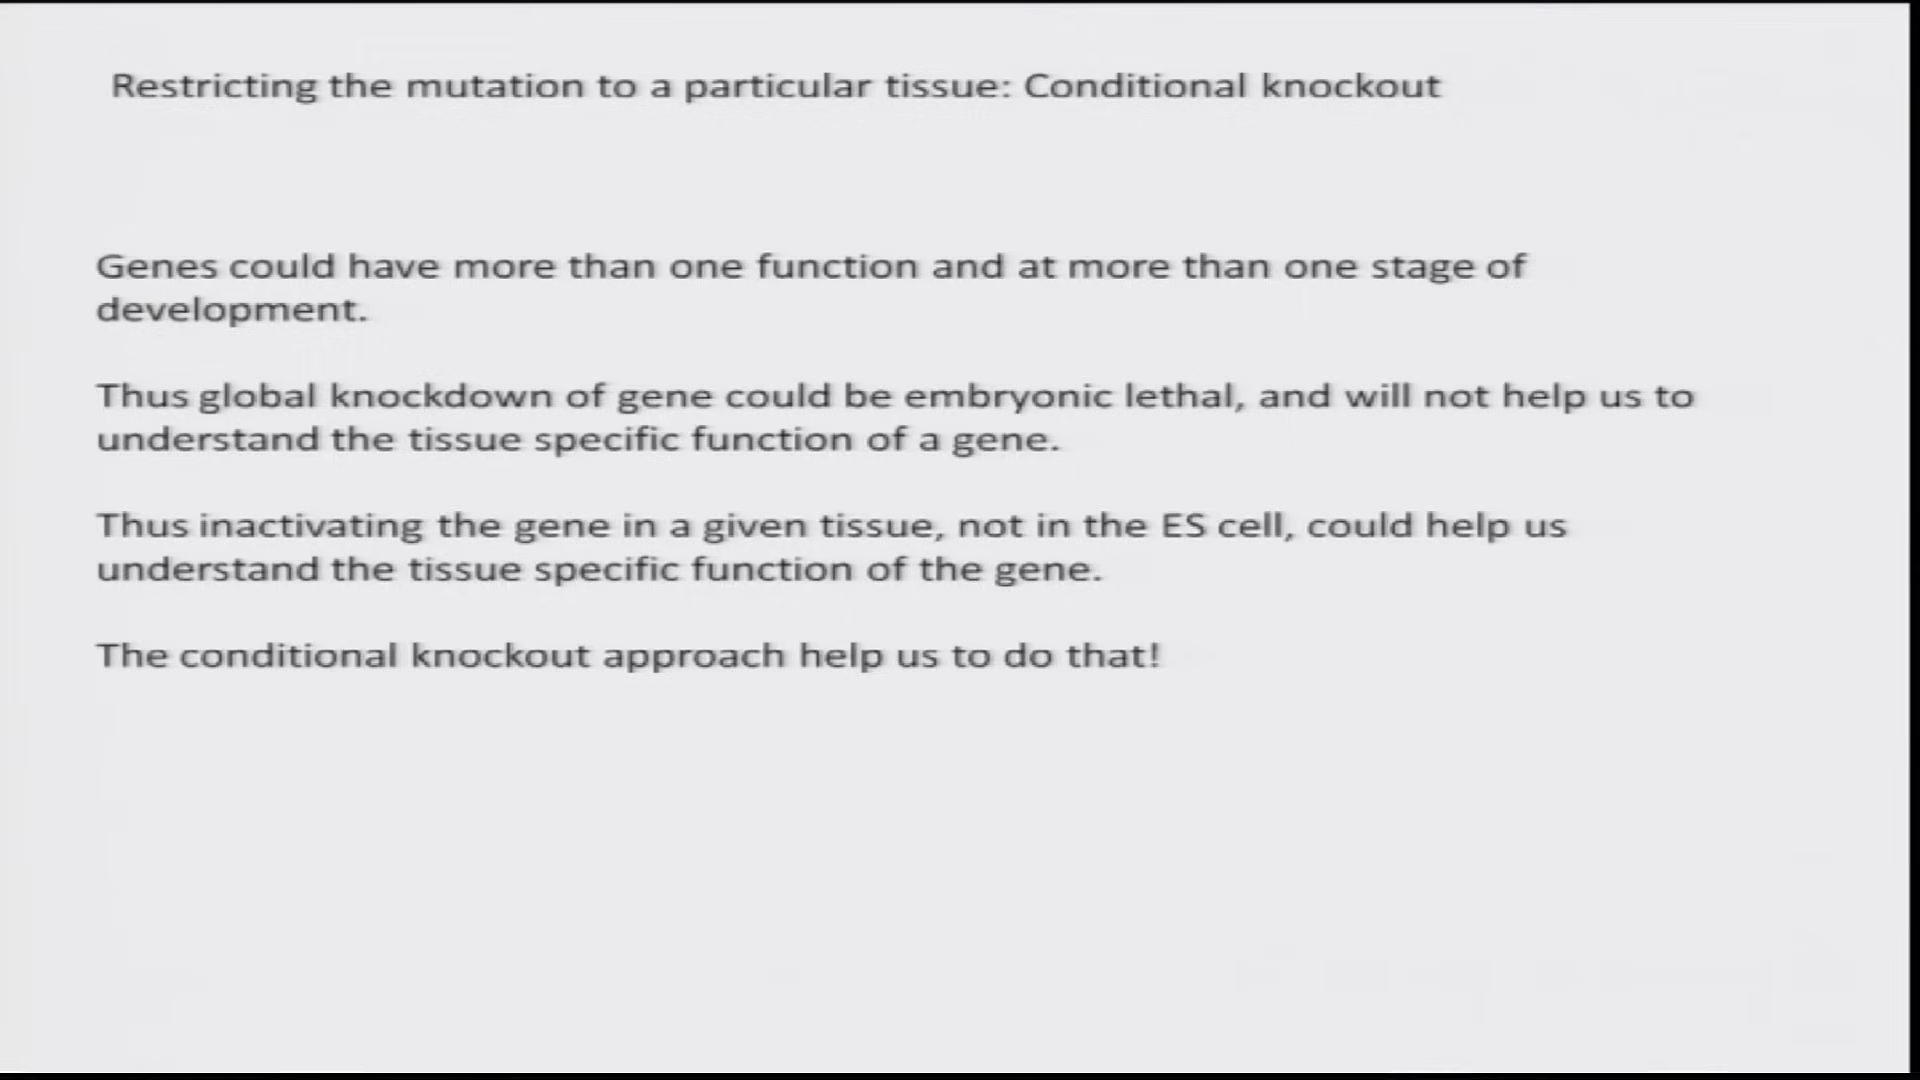 Restricting the mutation to a particular tissue: Conditional knockout
Genes could have more than one function and at more than one stage of
development.
Thus global knockdown of gene could be embryonic lethal, and will not help us to
understand the tissue specific function of a gene.
Thus inactivating the gene in a given tissue, not in the ES cell, could help us
understand the tissue specific function of the gene.
The conditional knockout approach help us to do that!